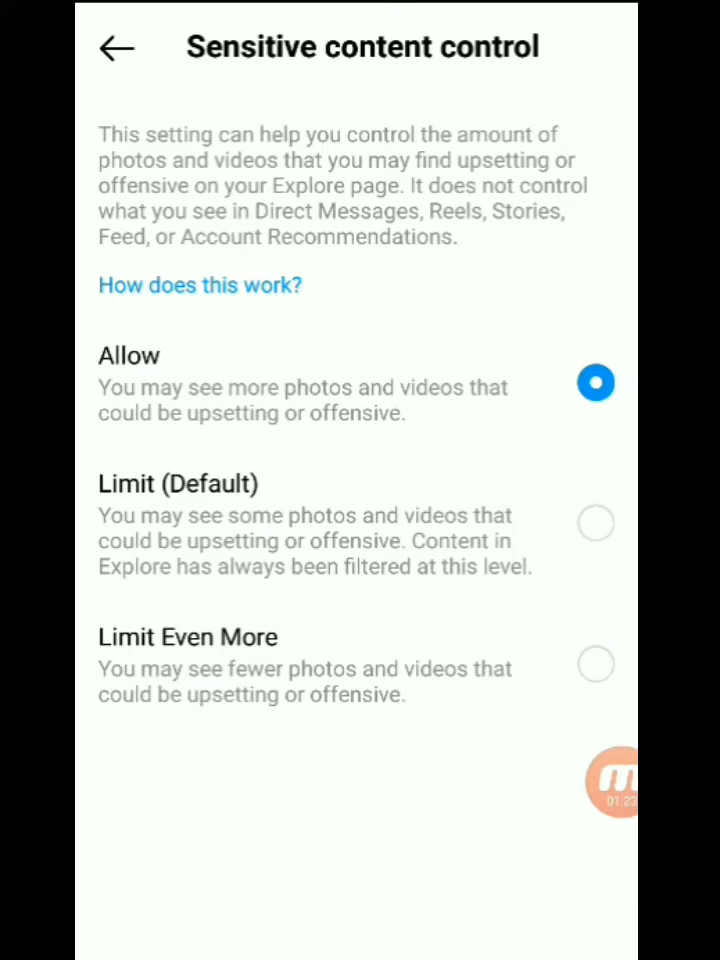 Sensitive content control
This setting can help you control the amount of
photos and videos that you may find upsetting or
offensive on your Explore page. It does not control
what you see in Direct Messages, Reels, Stories,
Feed, or Account Recommendations.
How does this work?
Allow
You may see more photos and videos that
could be upsetting or offensive.
Limit (Default)
You may see some photos and videos that
could be upsetting or offensive. Content in
Explore has always been filtered at this level.
Limit Even More
You may see fewer photos and videos that
could be upsetting or offensive.
01:23